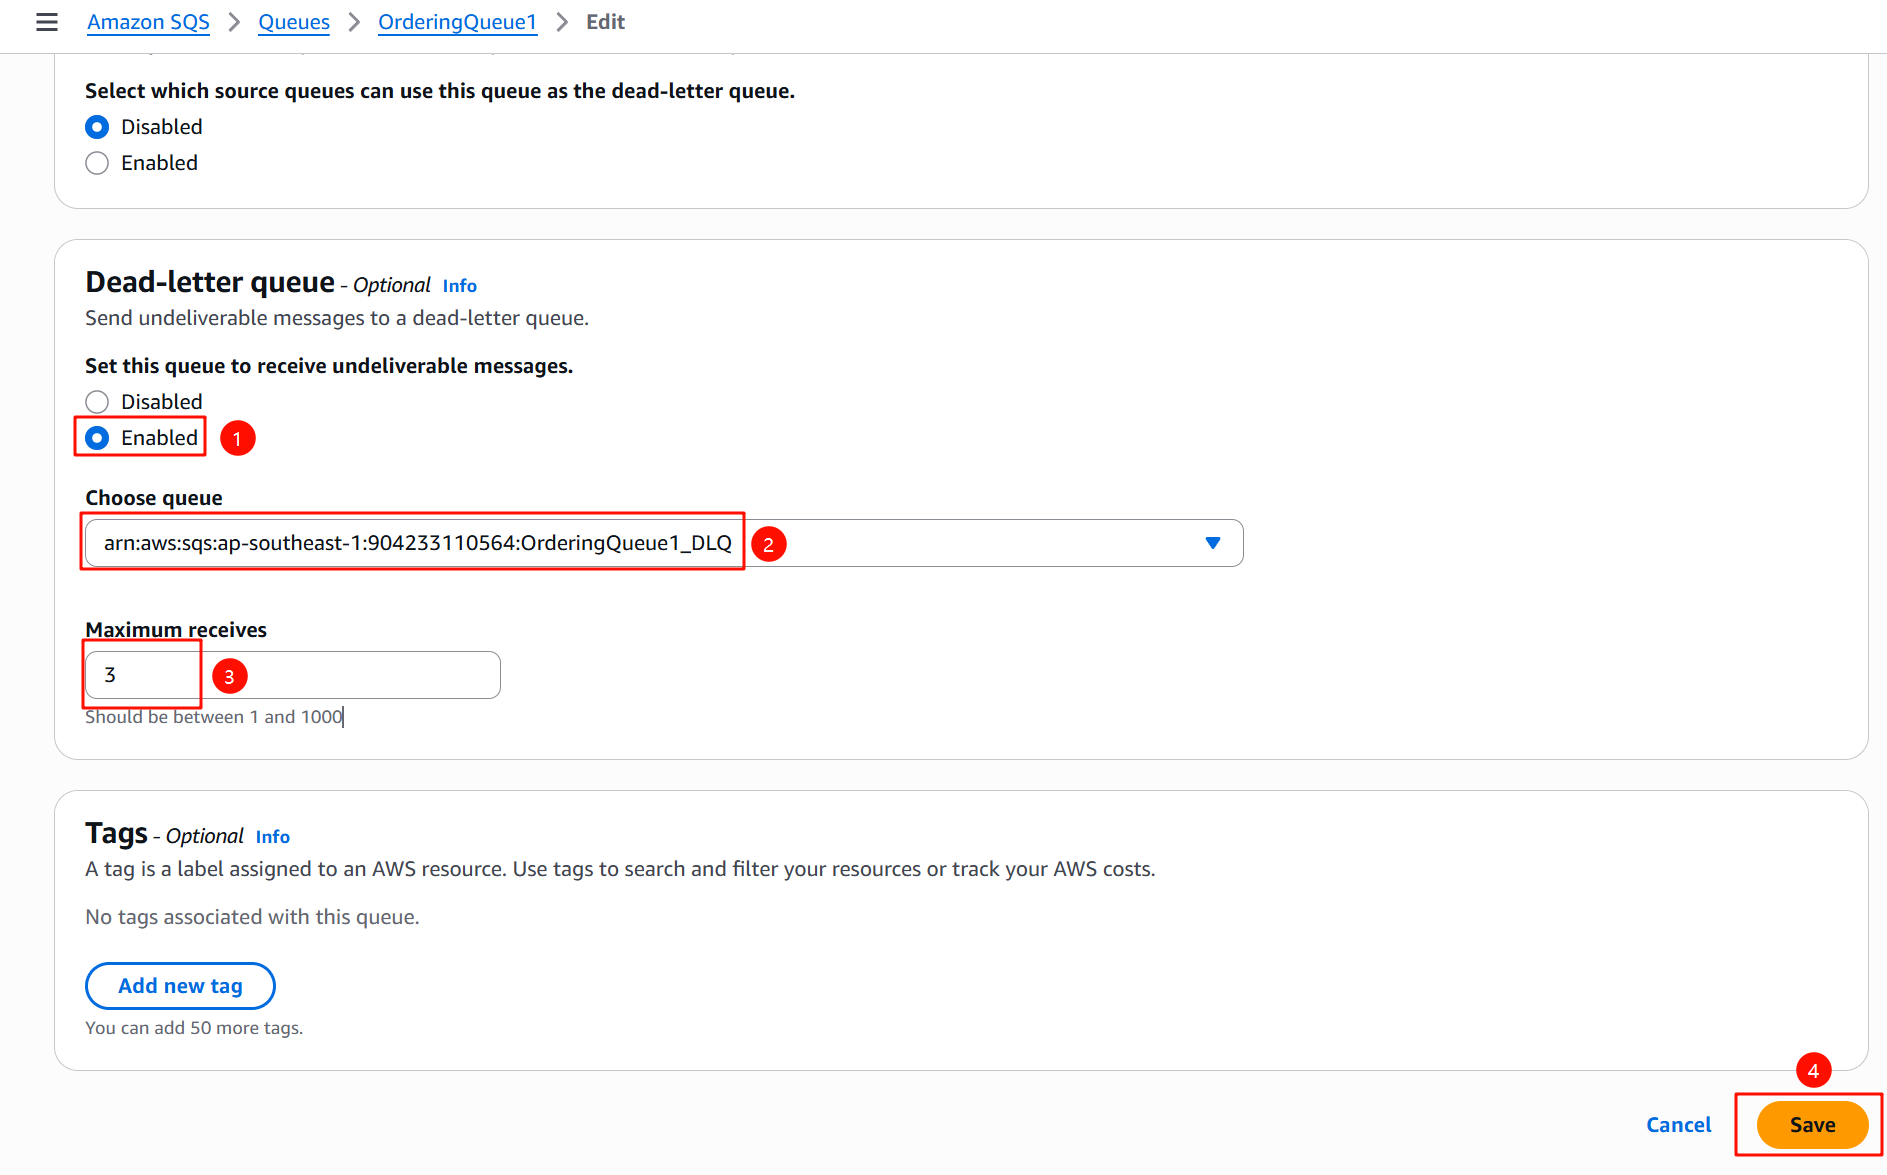 Amazon SQS > Queues > OrderingQueue1 > Edit
Select which source queues can use this queue as the dead-letter queue.
Disabled
Enabled
Dead-letter queue - Optional Info
Send undeliverable messages to a dead-letter queue.
Set this queue to receive undeliverable messages.
Disabled
Enabled 1
Choose queue
arn:aws:sqs:ap-southeast-1:904233110564:OrderingQueue1_DLQ 2
Maximum receives
3 3
Should be between 1 and 1000
Tags - Optional Info
A tag is a label assigned to an AWS resource. Use tags to search and filter your resources or track your AWS costs.
No tags associated with this queue.
Add new tag
You can add 50 more tags.
4
Cancel Save